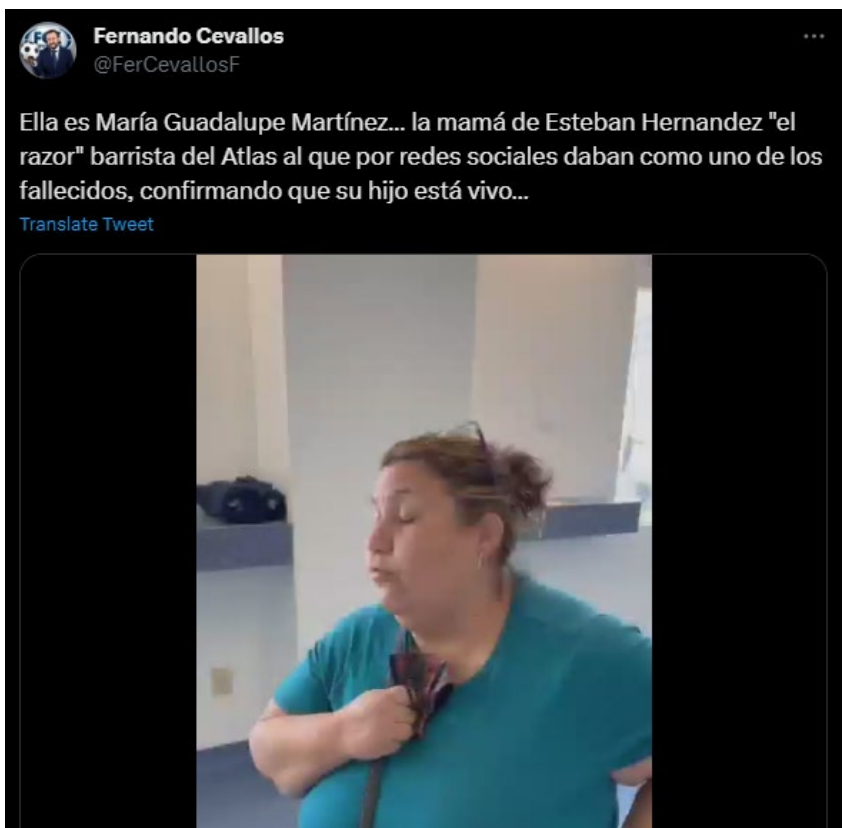 Fernando Cevallos
@FerCevallosF
Ella es María Guadalupe Martínez... la mamá de Esteban Hernandez "el
razor" barrista del Atlas al que por redes sociales daban como uno de los
fallecidos, confirmando que su hijo está vivo...
Translate Tweet